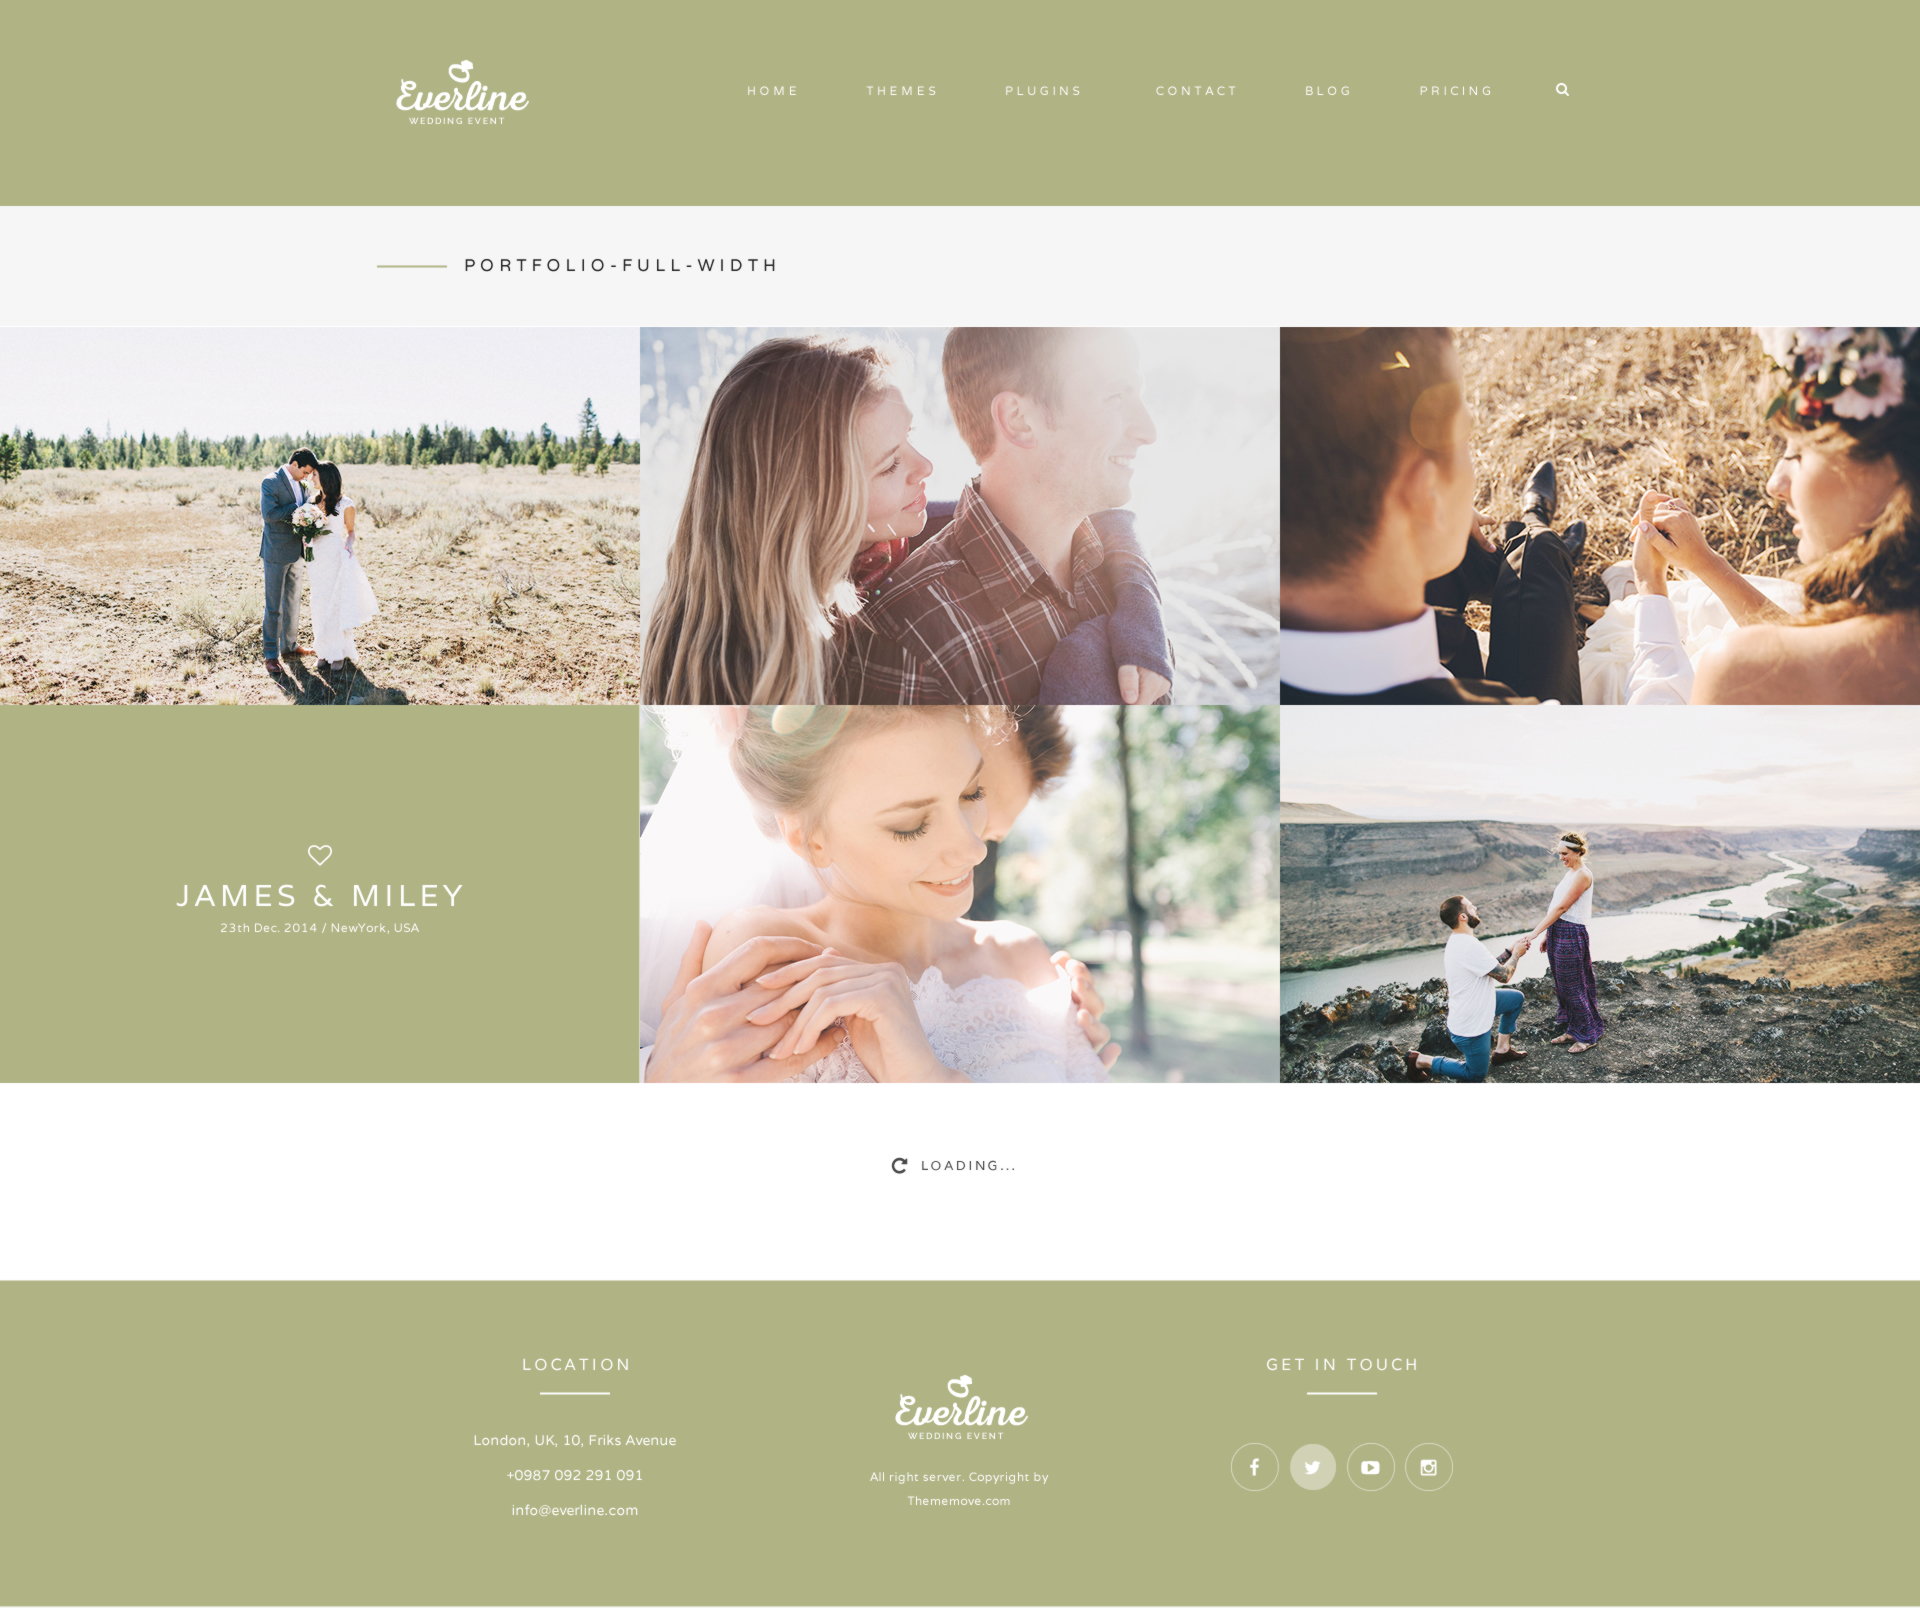 Everline
WEDDING EVENT
HOME THEMES PLUGINS CONTACT BLOG PRICING
PORTFOLIO-FULL-WIDTH
JAMES & MILEY
23th Dec. 2014 / NewYork, USA
LOADING...
LOCATION
London, UK, 10, Friks Avenue
+0987 092 291 091
info@everline.com
Everline
WEDDING EVENT
All right server. Copyright by
Thememove.com
GET IN TOUCH